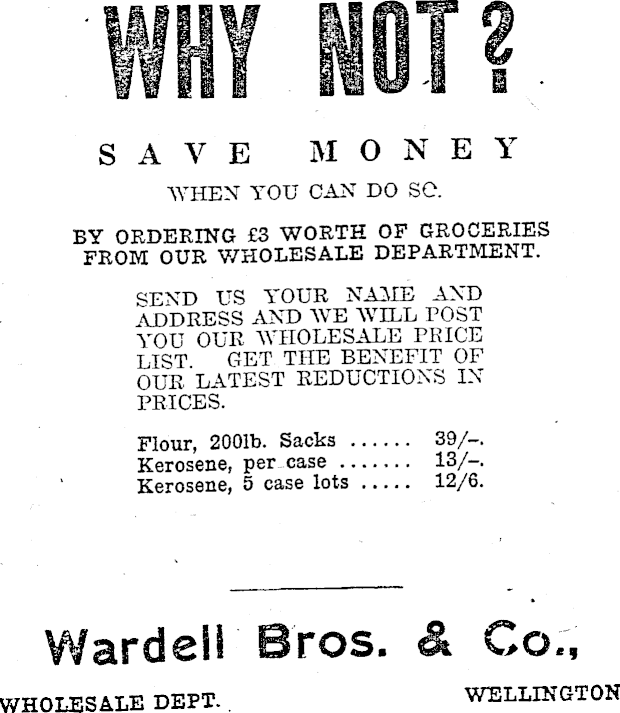 WHY NOT?
SAVE MONEY
WHEN YOU CAN DO SO.
BY ORDERING £3 WORTH OF GROCERIES
FROM OUR WHOLESALE DEPARTMENT.
SEND US YOUR NAME AND
ADDRESS AND WE WILL POST
YOU OUR WHOLESALE PRICE
LIST. GET THE BENEFIT OF
OUR LATEST REDUCTIONS IN
PRICES.
Flour, 200lb. Sacks ...... 39/-.
Kerosene, per case ....... 13/-.
Kerosene, 5 case lots ..... 12/6.
Wardell Bros. & Co.,
WHOLESALE DEPT. WELLINGTON